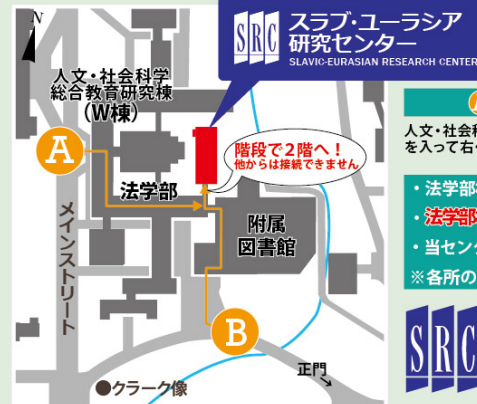 N
SRC
スラブ・ユーラシア
研究センター
SLAVIC-EURASIAN RESEARCH CENTER
人文・社会科学
総合教育研究棟
(W棟)
A
階段で2階へ!
他からは接続できません
法学部
附属
図書館
メインストリート
B
正門
●クラーク像
A
人文・社会科
を入って右
・法学部
・法学部
・当セン
※各所の
SRC